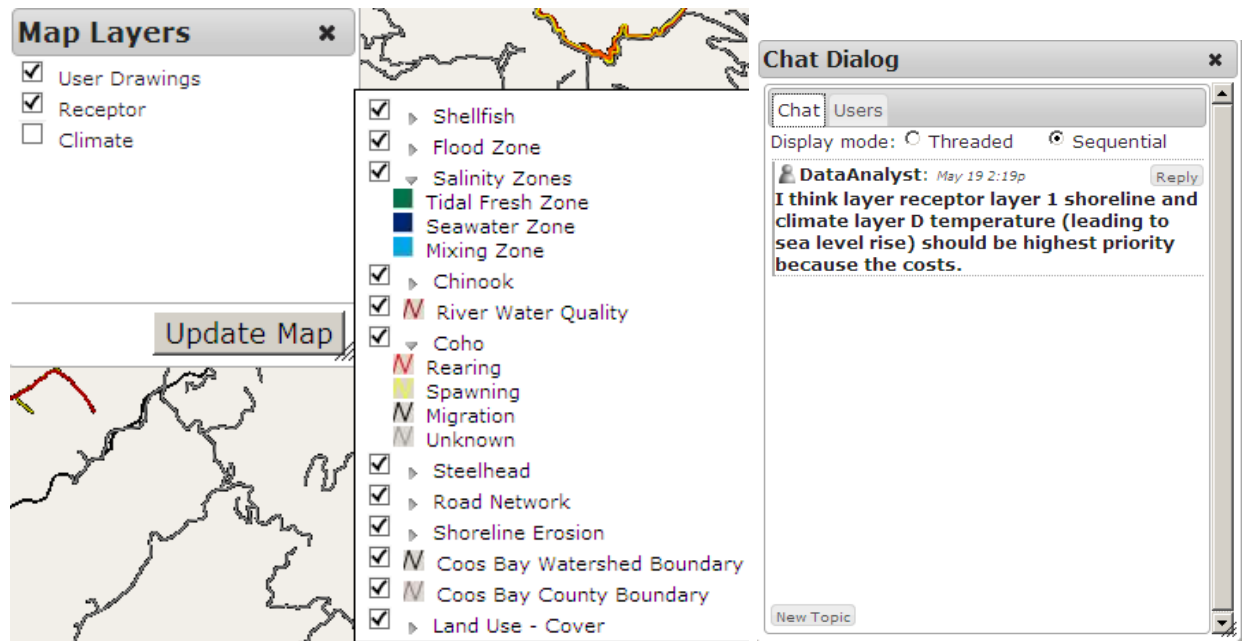 Map Layers
User Drawings
Receptor
Climate
Update Map
Shellfish
Flood Zone
Salinity Zones
Tidal Fresh Zone
Seawater Zone
Mixing Zone
Chinook
River Water Quality
Coho
Rearing
Spawning
Migration
Unknown
Steelhead
Road Network
Shoreline Erosion
Coos Bay Watershed Boundary
Coos Bay County Boundary
Land Use - Cover
Chat Dialog
Chat Users
Display mode: Threaded Sequential
DataAnalyst: May 19 2:19p Reply
I think layer receptor layer 1 shoreline and
climate layer D temperature (leading to
sea level rise) should be highest priority
because the costs.
New Topic